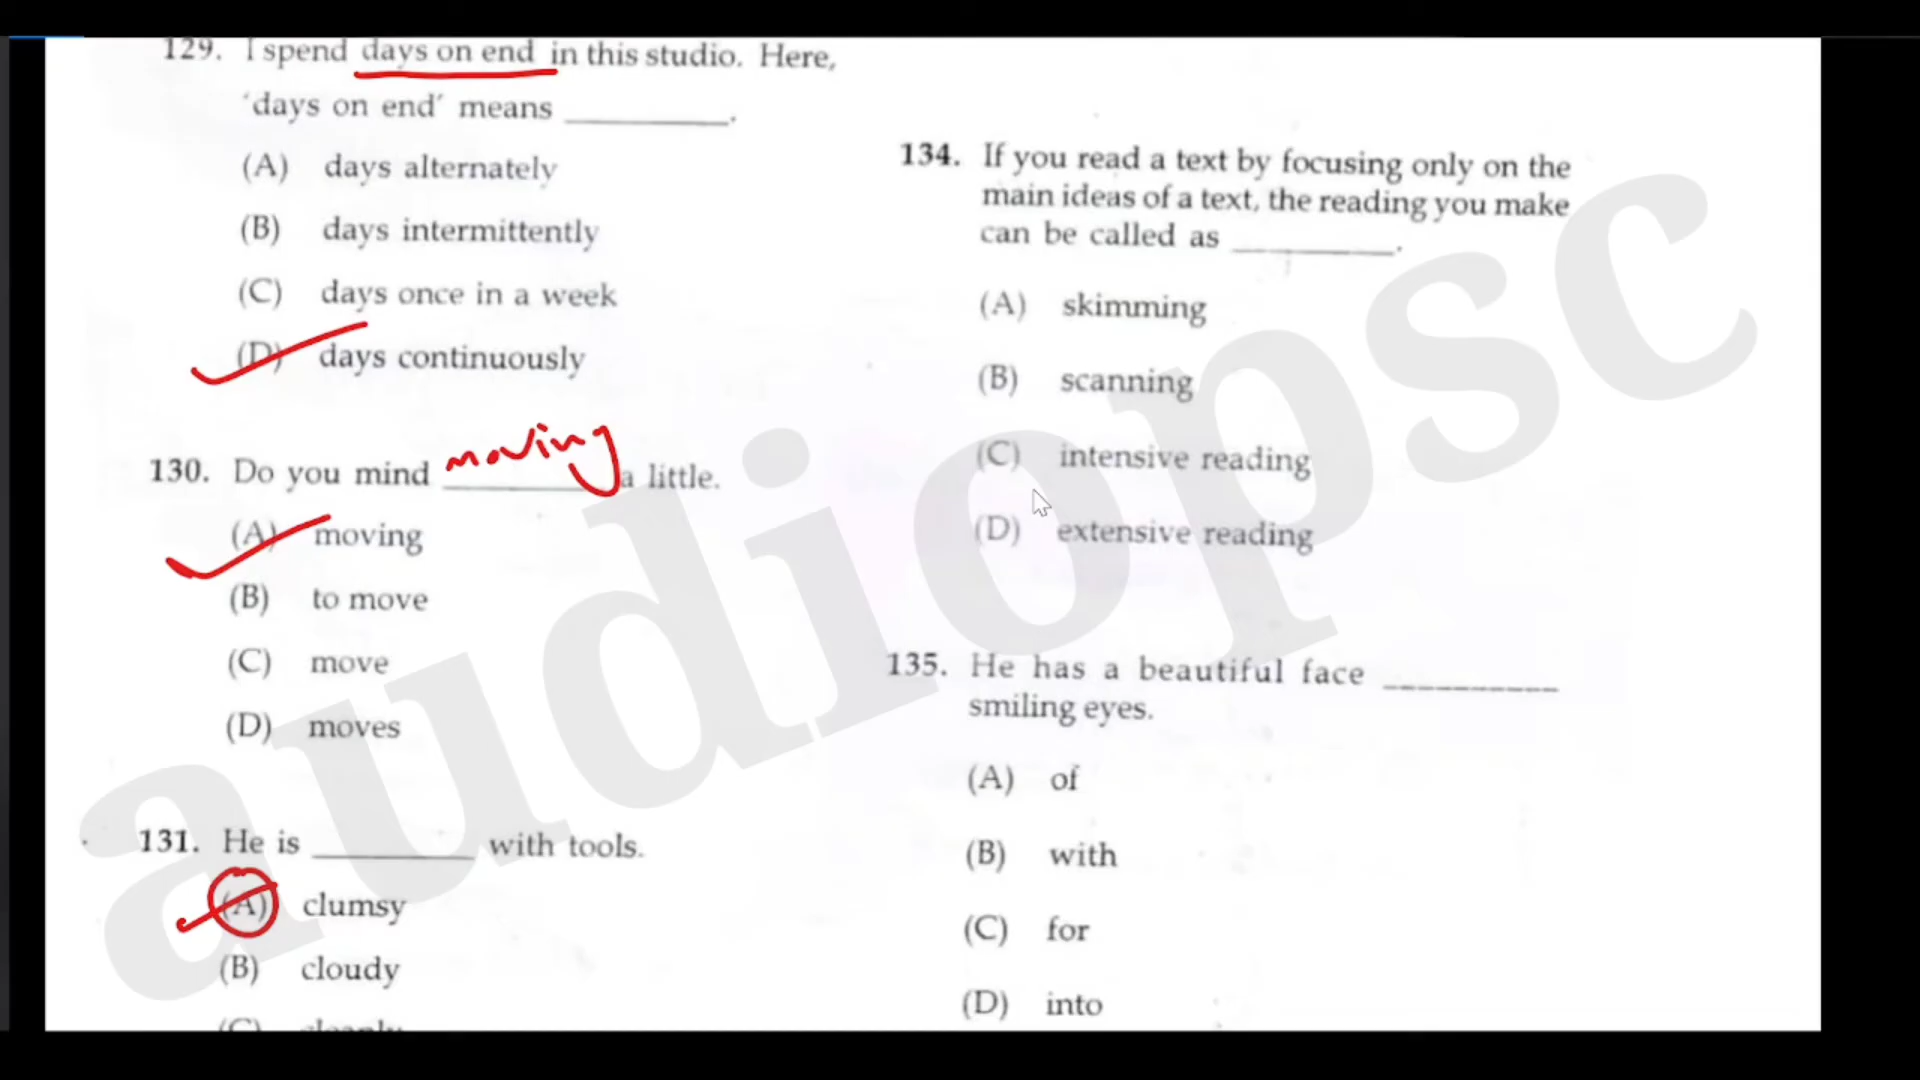 129. I spend days on end in this studio. Here,
'days on end' means ________.
(A) days alternately
(B) days intermittently
(C) days once in a week
(D) days continuously
130. Do you mind moving a little.
(A) moving
(B) to move
(C) move
(D) moves
131. He is ________ with tools.
(A) clumsy
(B) cloudy
134. If you read a text by focusing only on the
main ideas of a text, the reading you make
can be called as ________.
(A) skimming
(B) scanning
(C) intensive reading
(D) extensive reading
135. He has a beautiful face ________
smiling eyes.
(A) of
(B) with
(C) for
(D) into
audiopsc